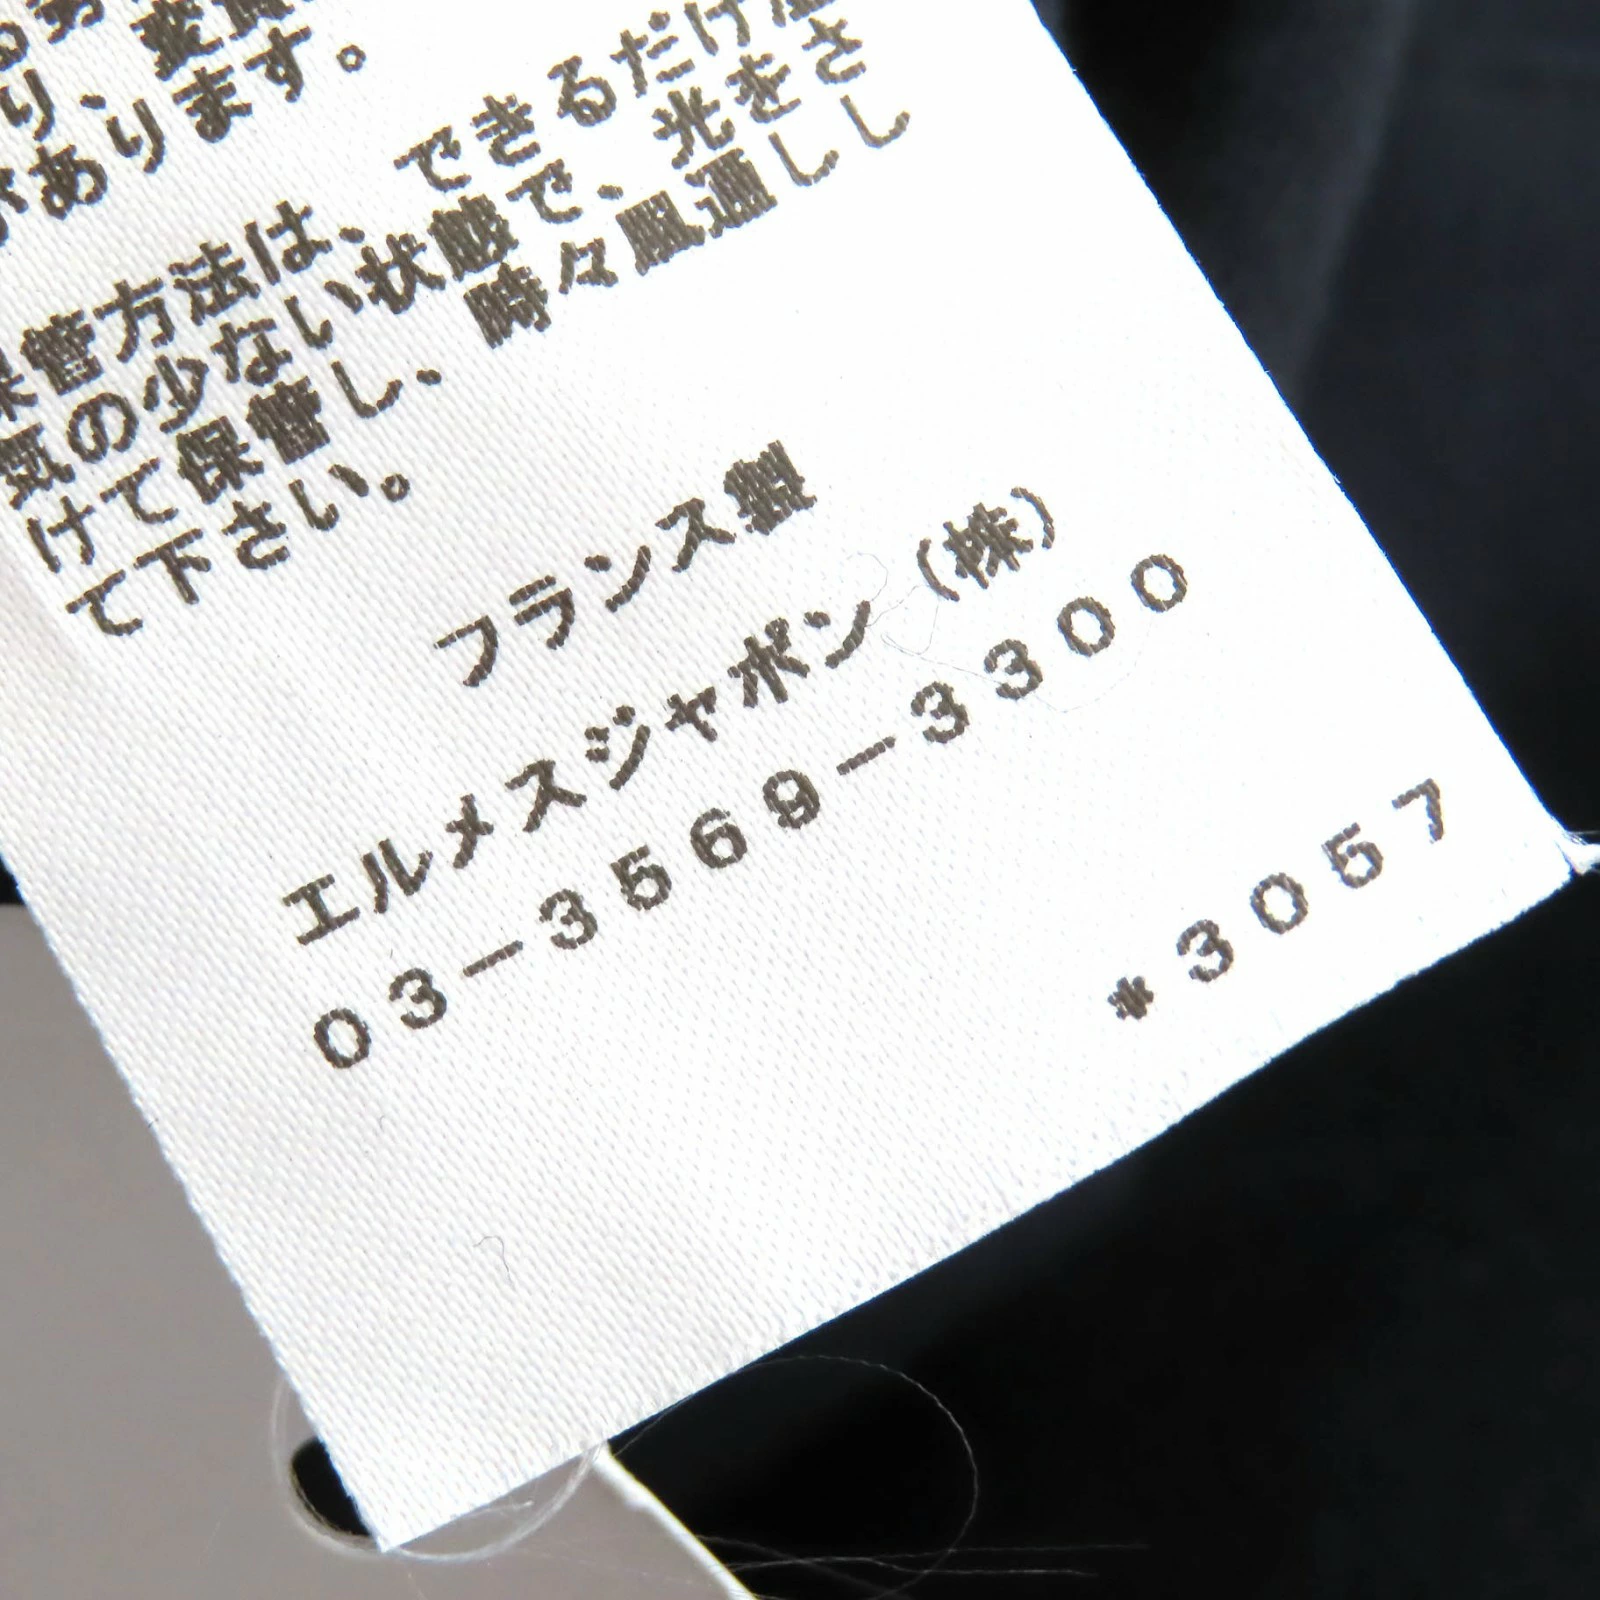 り、変
があります。
保管方法は、できるだけ湿
気の少ない状態で、光をさ
けて保管し、時々風通しし
て下さい。
フランス製
エルメスジャポン(株)
03-3569-3300
*3057